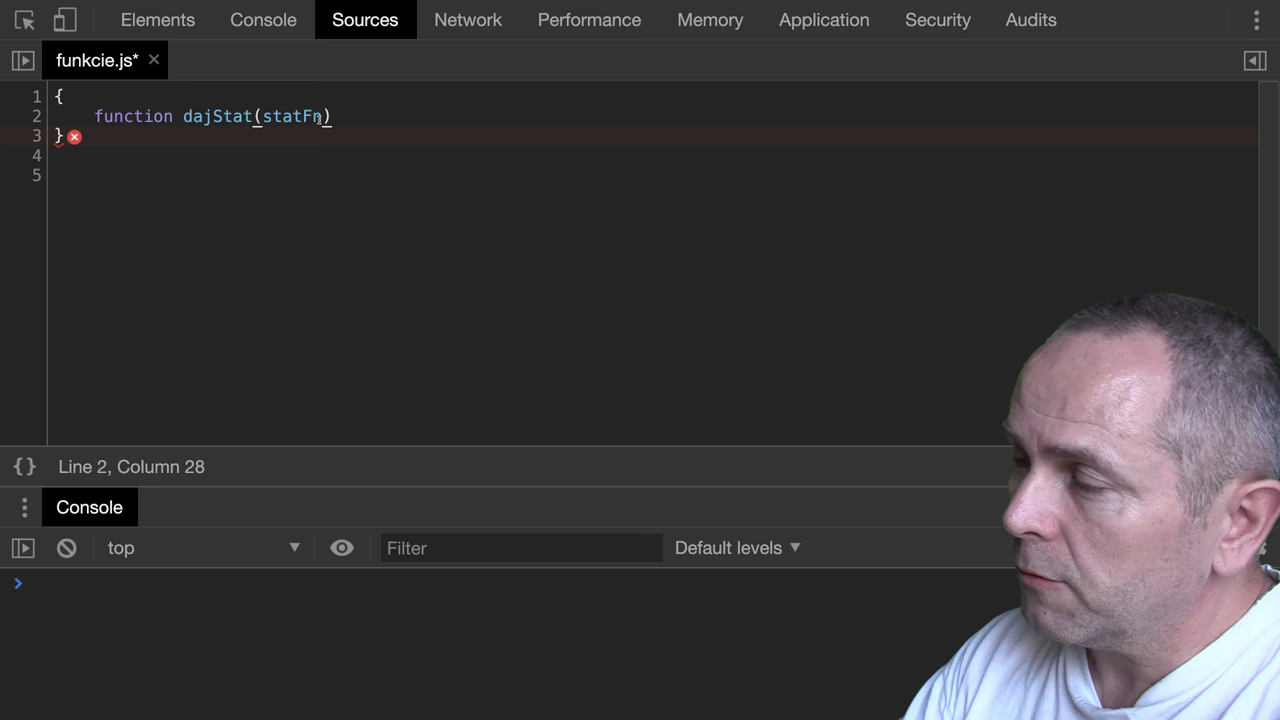 Elements Console Sources Network Performance Memory Application Security Audits
funkcie.js*
1 {
2 function dajStat(statFn)
3 }
4
5
{} Line 2, Column 28
Console
top Filter Default levels